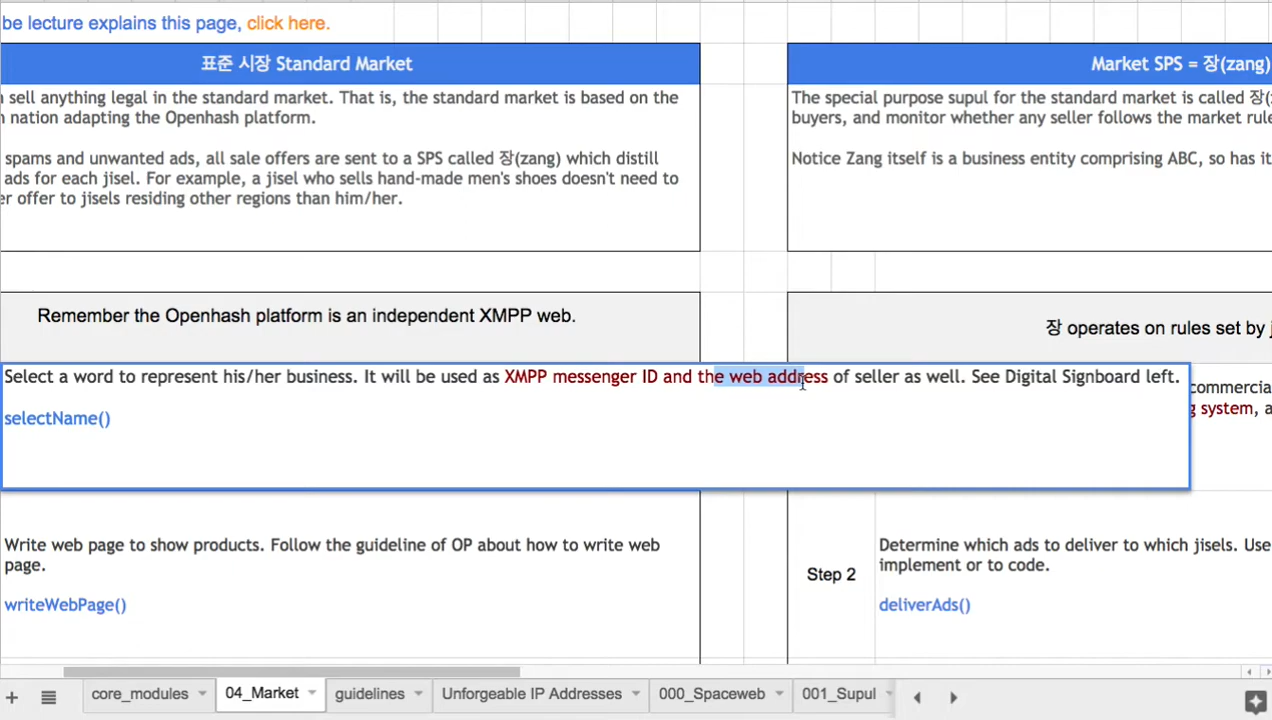 be lecture explains this page, click here.
표준 시장 Standard Market
sell anything legal in the standard market. That is, the standard market is based on the
nation adapting the Openhash platform.
spams and unwanted ads, all sale offers are sent to a SPS called 장(zang) which distill
ads for each jisel. For example, a jisel who sells hand-made men's shoes doesn't need to
offer to jisels residing other regions than him/her.
Market SPS = 장(zang)
The special purpose supul for the standard market is called 장(
buyers, and monitor whether any seller follows the market rule
Notice Zang itself is a business entity comprising ABC, so has it
Remember the Openhash platform is an independent XMPP web.
장 operates on rules set by j
Select a word to represent his/her business. It will be used as XMPP messenger ID and the web address of seller as well. See Digital Signboard left.
selectName()
commercia
g system, a
Write web page to show products. Follow the guideline of OP about how to write web
page.
writeWebPage()
Step 2
Determine which ads to deliver to which jisels. Use
implement or to code.
deliverAds()
core_modules
04_Market
guidelines
Unforgeable IP Addresses
000_Spaceweb
001_Supul